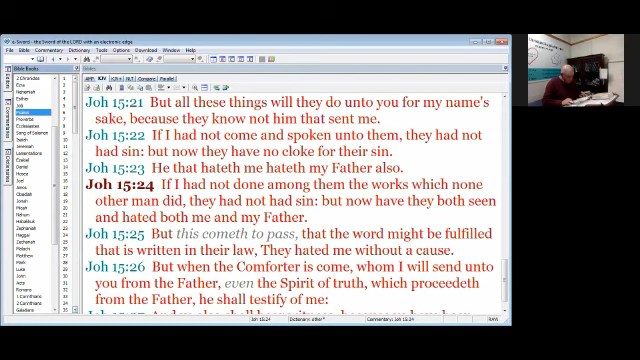 e-Sword - the Sword of the LORD with an electronic edge
File Bible Commentary Dictionary Tools Options Window Help
Bible Books
2 Chronicles
Ezra
Nehemiah
Esther
Job
Psalms
Proverbs
Ecclesiastes
Song of Solomon
Isaiah
Jeremiah
Lamentations
Ezekiel
Daniel
Hosea
Joel
Amos
Obadiah
Jonah
Micah
Nahum
Habakkuk
Zephaniah
Haggai
Zechariah
Malachi
Matthew
Mark
Luke
John
Acts
Romans
1 Corinthians
2 Corinthians
Galatians
KJV KJV+ Compare Parallel
Joh 15:21 But all these things will they do unto you for my name's
sake, because they know not him that sent me.
Joh 15:22 If I had not come and spoken unto them, they had not
had sin: but now they have no cloke for their sin.
Joh 15:23 He that hateth me hateth my Father also.
Joh 15:24 If I had not done among them the works which none
other man did, they had not had sin: but now have they both seen
and hated both me and my Father.
Joh 15:25 But this cometh to pass, that the word might be fulfilled
that is written in their law, They hated me without a cause.
Joh 15:26 But when the Comforter is come, whom I will send unto
you from the Father, even the Spirit of truth, which proceedeth
from the Father, he shall testify of me:
Joh 15:24
Dictionary: other*
Commentary: Joh 15:24